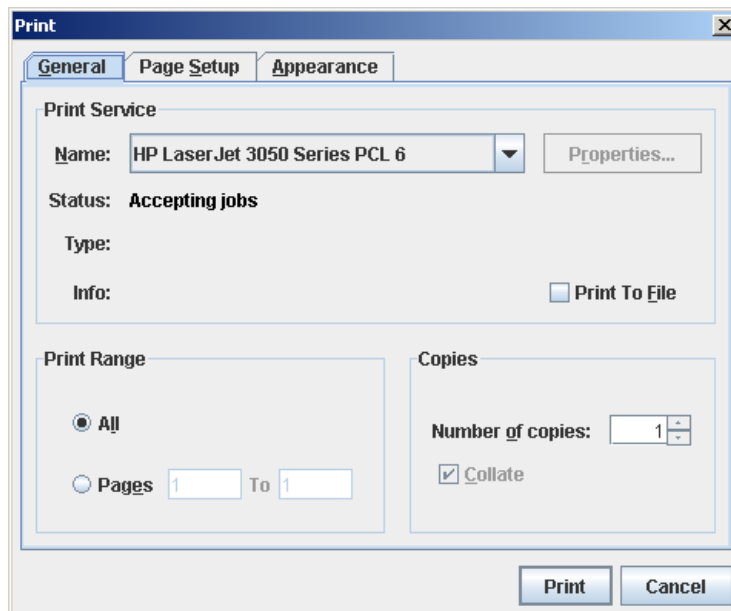 Print
General Page Setup Appearance
Print Service
Name: HP LaserJet 3050 Series PCL 6 Properties...
Status: Accepting jobs
Type:
Info: Print To File
Print Range
All
Pages 1 To 1
Copies
Number of copies: 1
Collate
Print Cancel